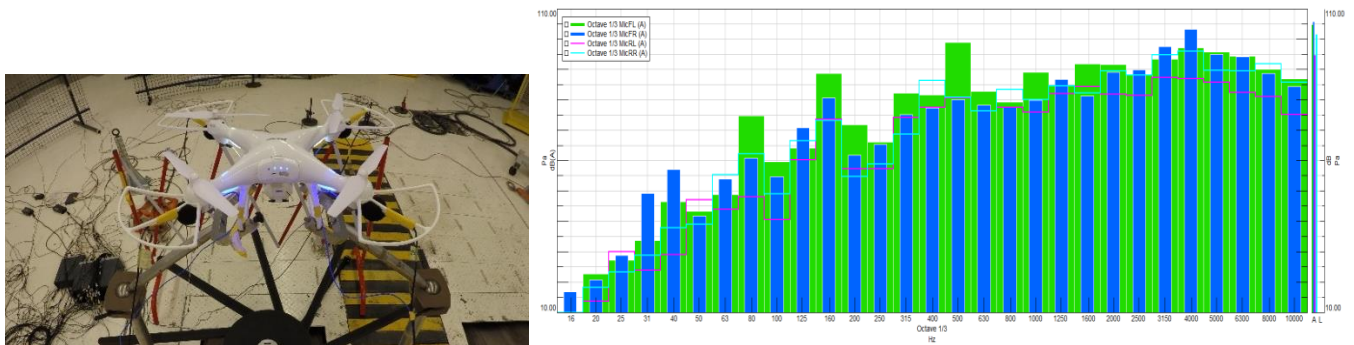 110.00
Octave 1/3 MicFL (A)
Octave 1/3 MicFR (A)
Octave 1/3 MicRL (A)
Octave 1/3 MicRR (A)
Pa
dB(A)
10.00
16 20 25 31 40 50 63 80 100 125 160 200 250 315 400 500 630 800 1000 1250 1600 2000 2500 3150 4000 5000 6300 8000 10000 A L
Octave 1/3
Hz
110.00
Pa
dB
10.00